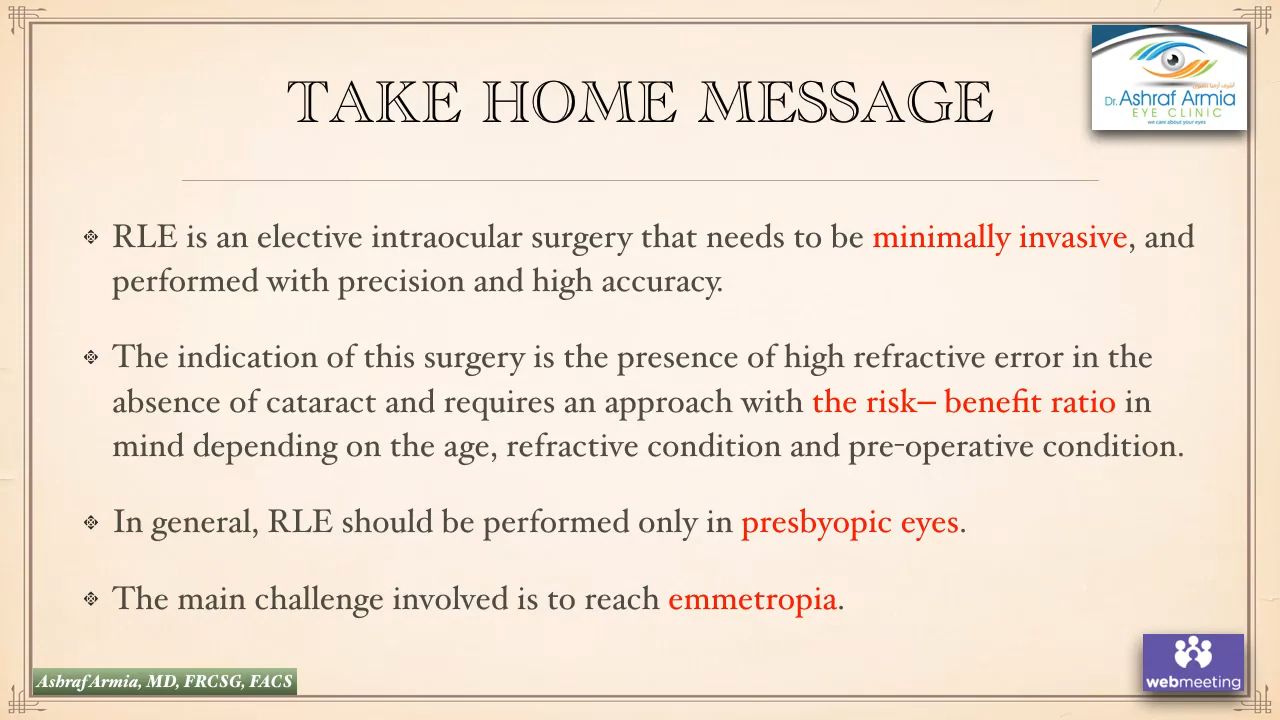 TAKE HOME MESSAGE
Dr. Ashraf Armia
EYE CLINIC
we care about your eyes
RLE is an elective intraocular surgery that needs to be minimally invasive, and
performed with precision and high accuracy.
The indication of this surgery is the presence of high refractive error in the
absence of cataract and requires an approach with the risk– benefit ratio in
mind depending on the age, refractive condition and pre-operative condition.
In general, RLE should be performed only in presbyopic eyes.
The main challenge involved is to reach emmetropia.
Ashraf Armia, MD, FRCSG, FACS
webmeeting